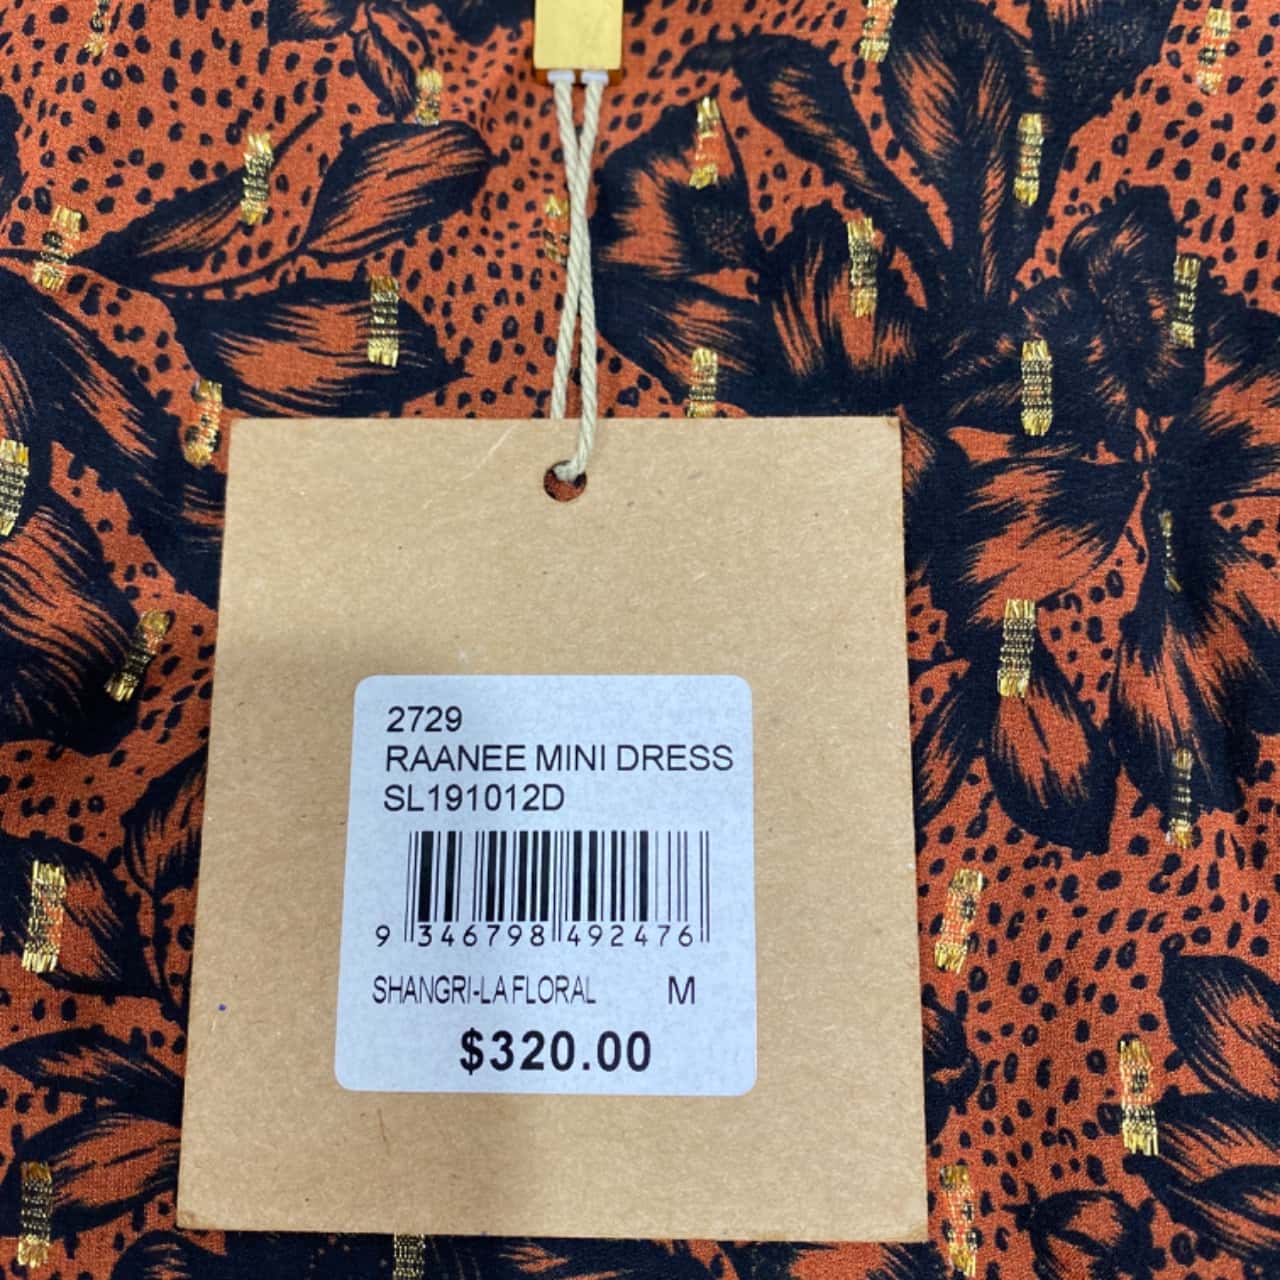 2729
RAANEE MINI DRESS
SL191012D
9 346798 492476
SHANGRI-LA FLORAL M
$320.00